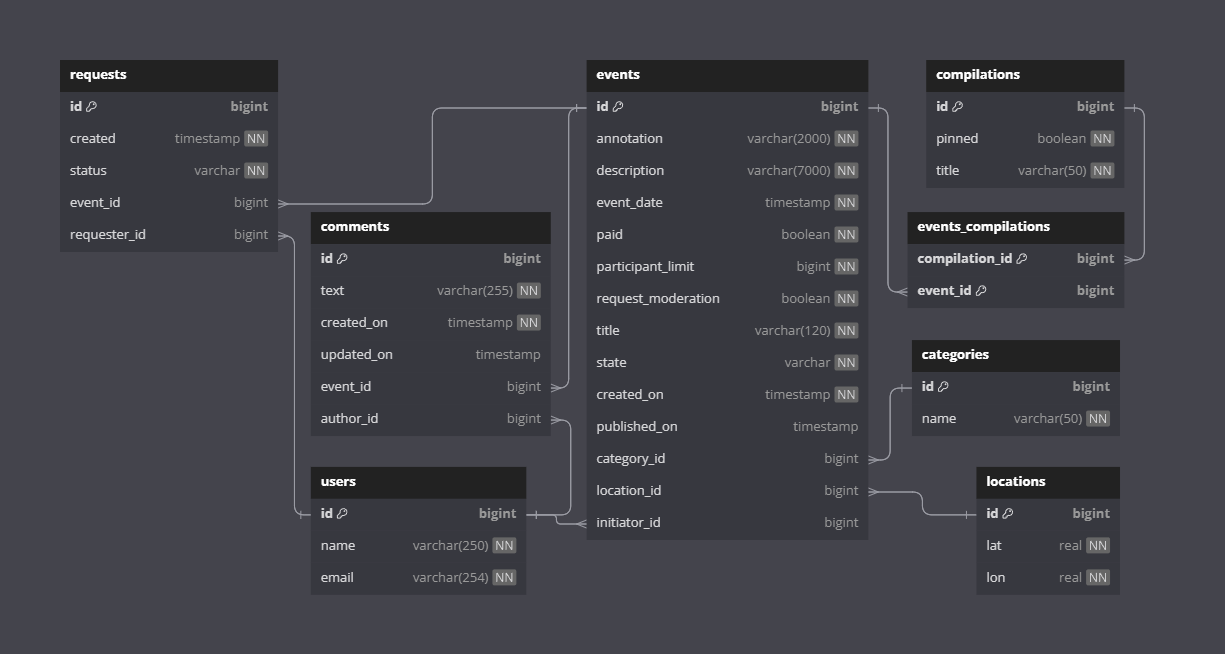 requests
id bigint
created timestamp NN
status varchar NN
event_id bigint
requester_id bigint
comments
id bigint
text varchar(255) NN
created_on timestamp NN
updated_on timestamp
event_id bigint
author_id bigint
users
id bigint
name varchar(250) NN
email varchar(254) NN
events
id bigint
annotation varchar(2000) NN
description varchar(7000) NN
event_date timestamp NN
paid boolean NN
participant_limit bigint NN
request_moderation boolean NN
title varchar(120) NN
state varchar NN
created_on timestamp NN
published_on timestamp
category_id bigint
location_id bigint
initiator_id bigint
compilations
id bigint
pinned boolean NN
title varchar(50) NN
events_compilations
compilation_id bigint
event_id bigint
categories
id bigint
name varchar(50) NN
locations
id bigint
lat real NN
lon real NN